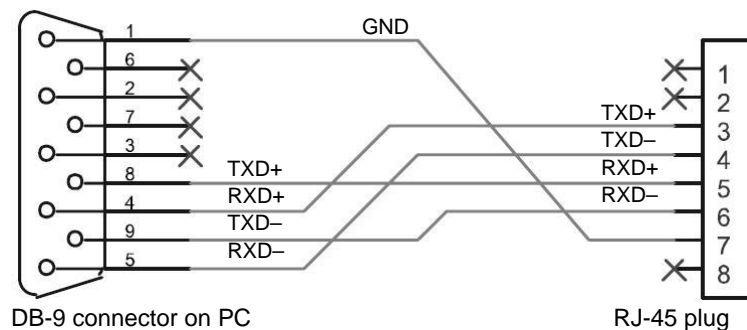 GND
1
6
2
7
3
8
4
9
5
TXD+
RXD+
TXD–
RXD–
TXD+
TXD–
RXD+
RXD–
1
2
3
4
5
6
7
8
DB-9 connector on PC
RJ-45 plug